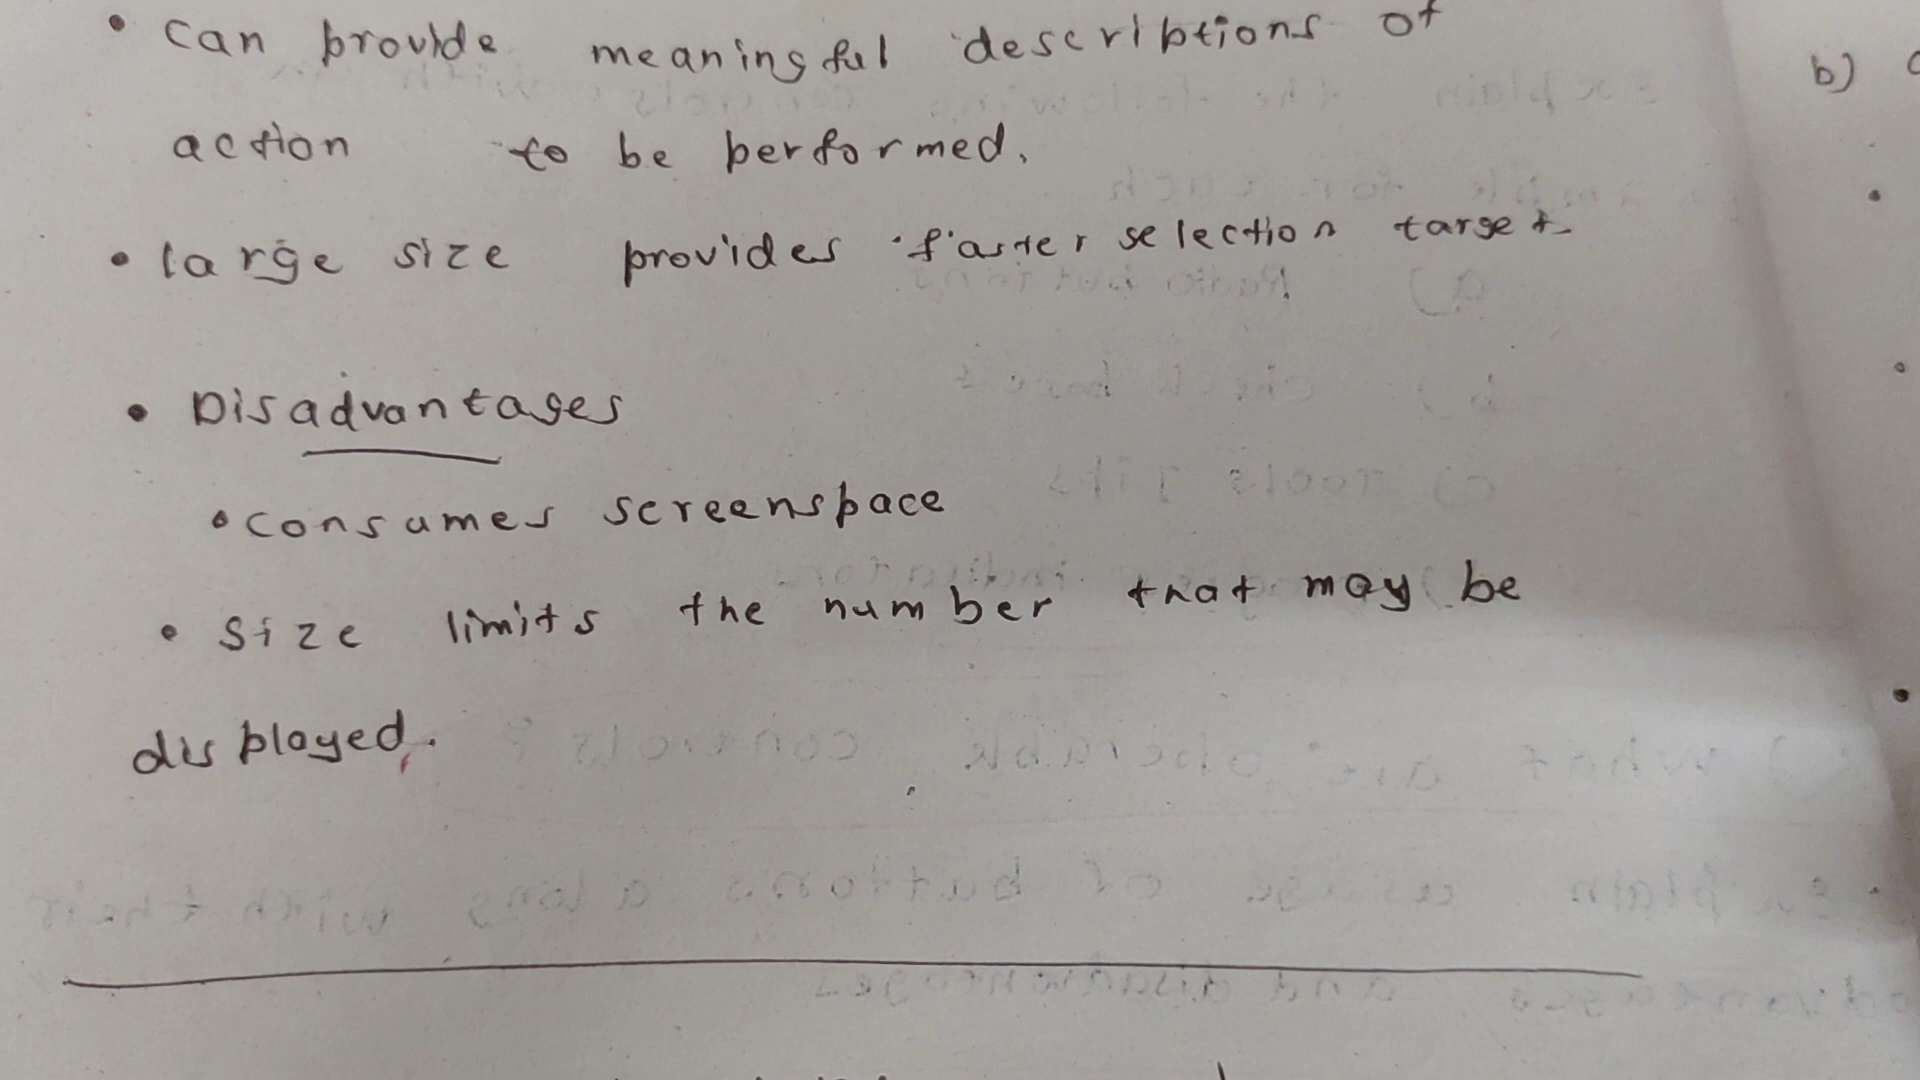 • can provide meaningful descriptions of
action to be performed.
• large size provides faster selection target.
• Disadvantages
• consumes screenspace
• size limits the number that may be
displayed.
b)